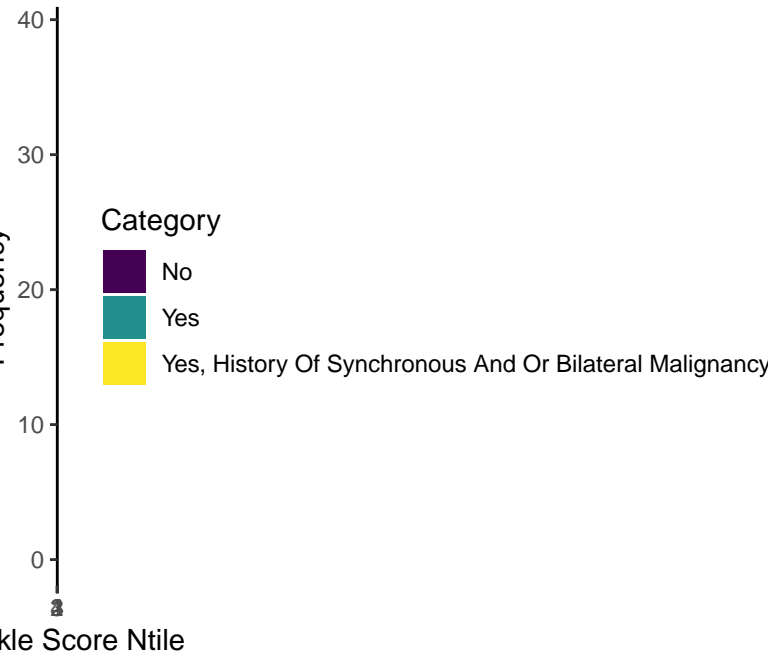 40
30
20
10
0
Category
No
Yes
Yes, History Of Synchronous And Or Bilateral Malignancy
kle Score Ntile